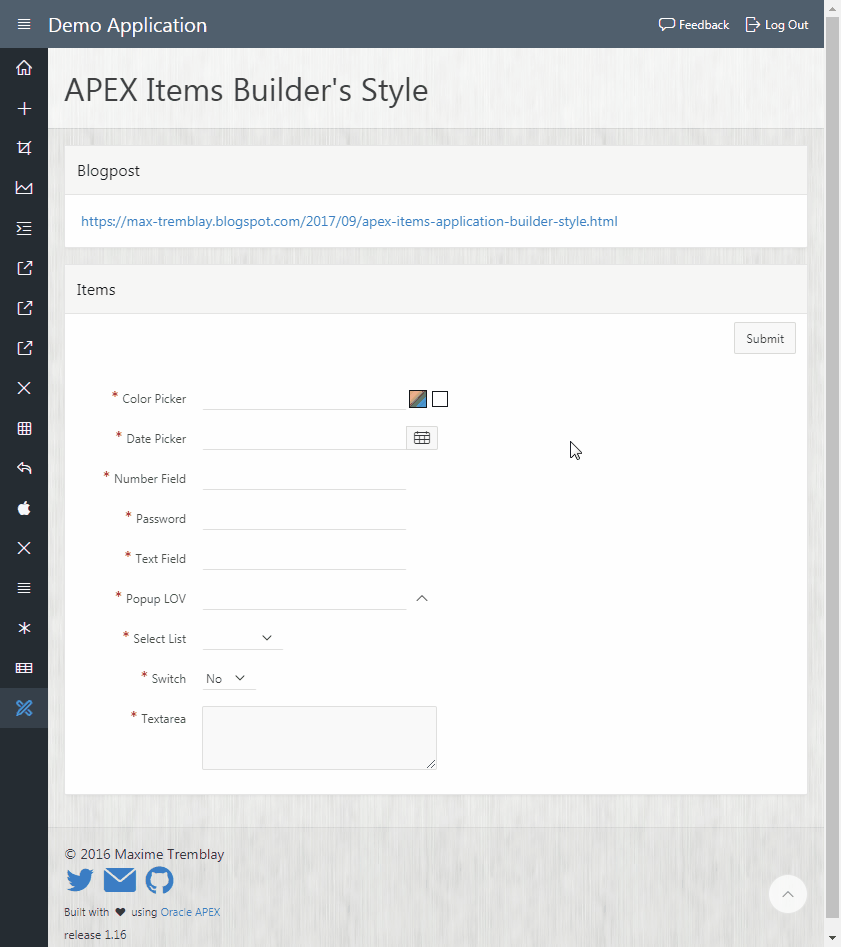 Demo Application
Feedback
Log Out
APEX Items Builder's Style
Blogpost
https://max-tremblay.blogspot.com/2017/09/apex-items-application-builder-style.html
Items
Submit
* Color Picker
* Date Picker
* Number Field
* Password
* Text Field
* Popup LOV
* Select List
* Switch No
* Textarea
© 2016 Maxime Tremblay
Built with ♥ using Oracle APEX
release 1.16